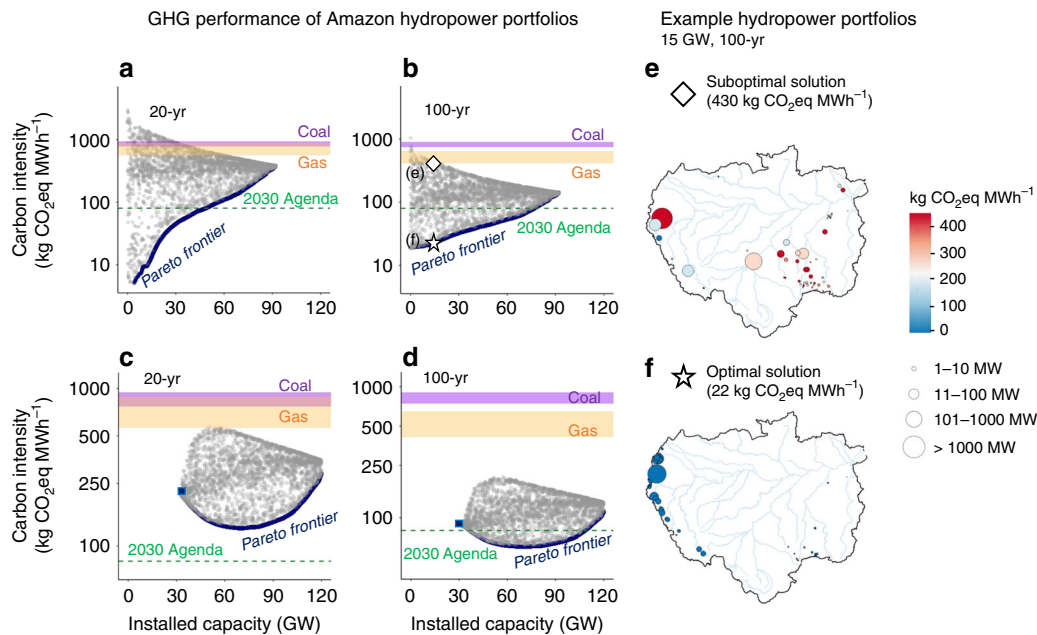 GHG performance of Amazon hydropower portfolios
Example hydropower portfolios
15 GW, 100-yr
a
20-yr
Coal
Gas
2030 Agenda
Pareto frontier
1000
100
10
0 30 60 90 120
Carbon intensity
(kg CO₂eq MWh⁻¹)
b
100-yr
Coal
Gas
(e)
(f)
2030 Agenda
Pareto frontier
1000
100
10
0 30 60 90 120
e
Suboptimal solution
(430 kg CO₂eq MWh⁻¹)
kg CO₂eq MWh⁻¹
400
300
200
100
0
c
20-yr
Coal
Gas
Pareto frontier
2030 Agenda
1000
500
250
100
0 30 60 90 120
Carbon intensity
(kg CO₂eq MWh⁻¹)
Installed capacity (GW)
d
100-yr
Coal
Gas
2030 Agenda
Pareto frontier
1000
500
250
100
0 30 60 90 120
Installed capacity (GW)
f
Optimal solution
(22 kg CO₂eq MWh⁻¹)
1–10 MW
11–100 MW
101–1000 MW
> 1000 MW